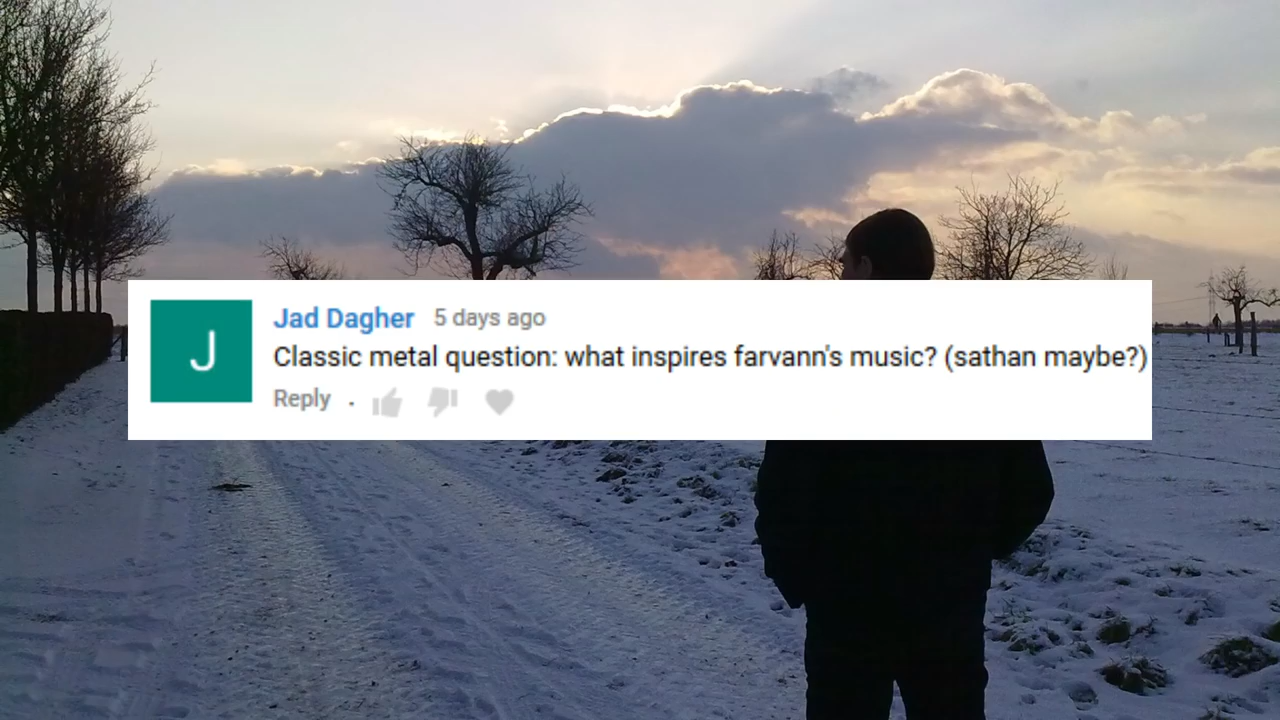 J
Jad Dagher 5 days ago
Classic metal question: what inspires farvann's music? (sathan maybe?)
Reply .